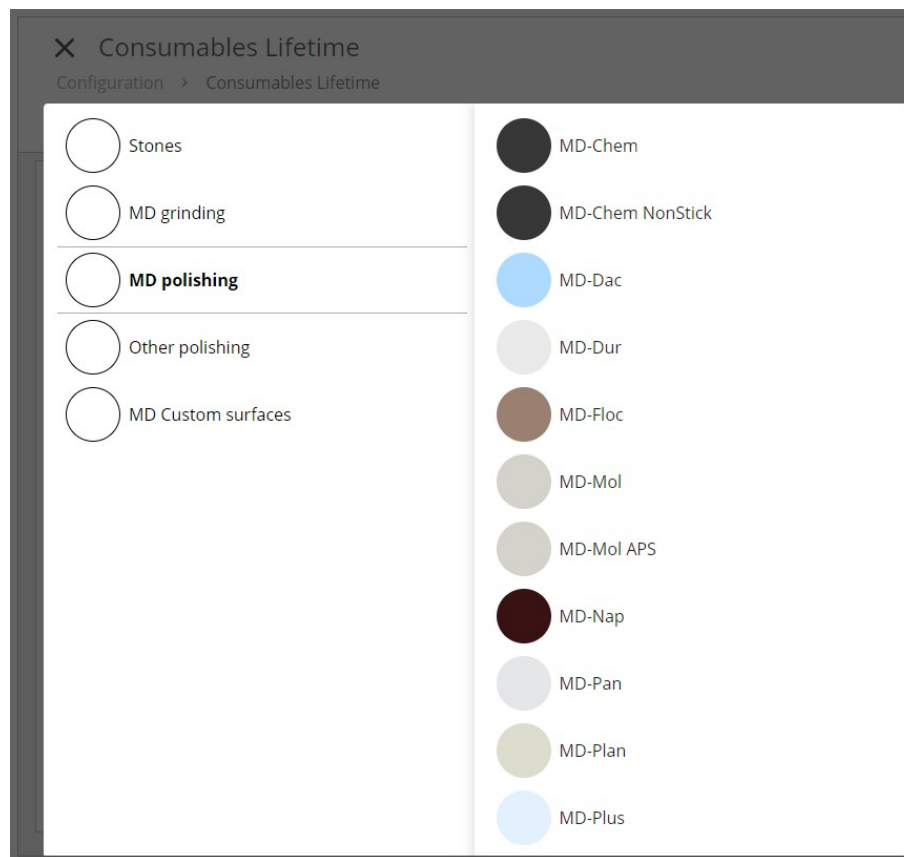 Consumables Lifetime
Configuration > Consumables Lifetime
Stones
MD grinding
MD polishing
Other polishing
MD Custom surfaces
MD-Chem
MD-Chem NonStick
MD-Dac
MD-Dur
MD-Floc
MD-Mol
MD-Mol APS
MD-Nap
MD-Pan
MD-Plan
MD-Plus